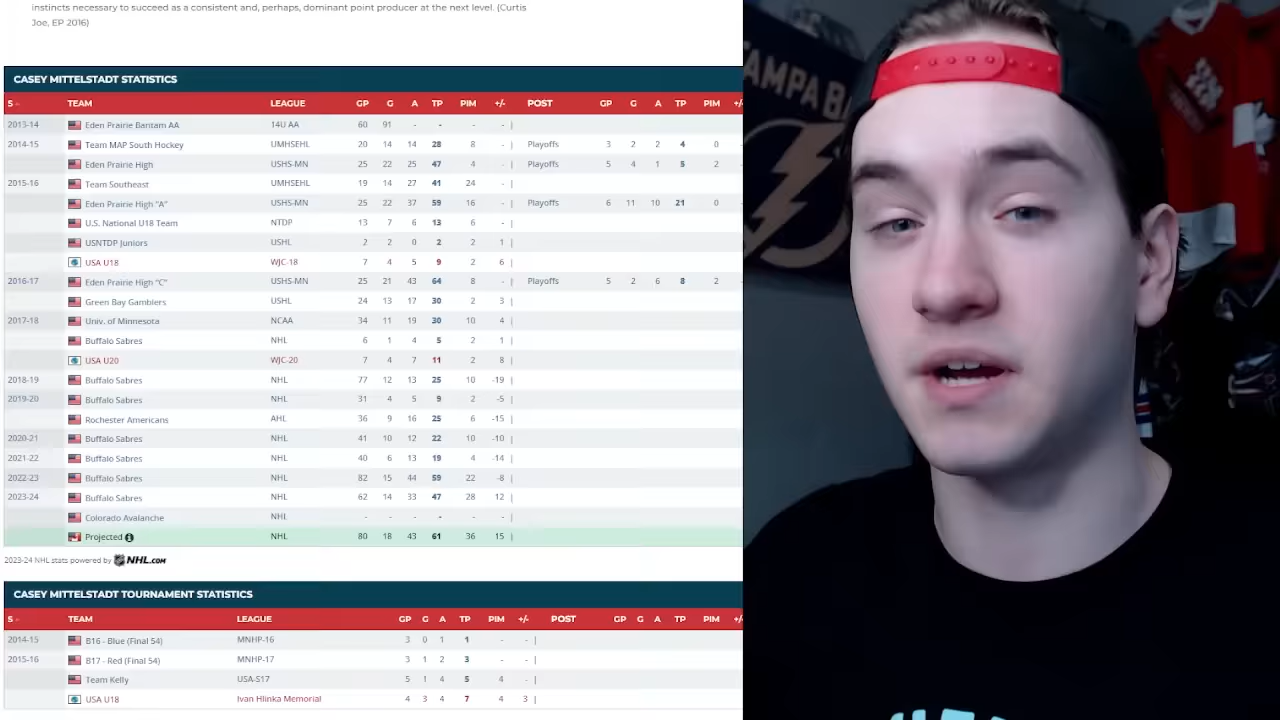 instincts necessary to succeed as a consistent and, perhaps, dominant point producer at the next level. (Curtis
Joe, EP 2016)
CASEY MITTELSTADT STATISTICS
S TEAM LEAGUE GP G A TP PIM +/- POST GP G A TP PIM +/-
2013-14 Eden Prairie Bantam AA 14U AA 60 91 - - - - |
2014-15 Team MAP South Hockey UMHSEHL 20 14 14 28 8 - | Playoffs 3 2 2 4 0 -
Eden Prairie High USHS-MN 25 22 25 47 4 - | Playoffs 5 4 1 5 2 -
2015-16 Team Southeast UMHSEHL 19 14 27 41 24 - |
Eden Prairie High "A" USHS-MN 25 22 37 59 16 - | Playoffs 6 11 10 21 0 -
U.S. National U18 Team NTDP 13 7 6 13 6 - |
USNTDP Juniors USHL 2 2 0 2 2 1 |
USA U18 WJC-18 7 4 5 9 2 6 |
2016-17 Eden Prairie High "C" USHS-MN 25 21 43 64 8 - | Playoffs 5 2 6 8 2 -
Green Bay Gamblers USHL 24 13 17 30 2 3 |
2017-18 Univ. of Minnesota NCAA 34 11 19 30 10 4 |
Buffalo Sabres NHL 6 1 4 5 2 1 |
USA U20 WJC-20 7 4 7 11 2 8 |
2018-19 Buffalo Sabres NHL 77 12 13 25 10 -19 |
2019-20 Buffalo Sabres NHL 31 4 5 9 2 -5 |
Rochester Americans AHL 36 9 16 25 6 -15 |
2020-21 Buffalo Sabres NHL 41 10 12 22 10 -10 |
2021-22 Buffalo Sabres NHL 40 6 13 19 4 -14 |
2022-23 Buffalo Sabres NHL 82 15 44 59 22 -8 |
2023-24 Buffalo Sabres NHL 62 14 33 47 28 12 |
Colorado Avalanche NHL - - - - - - |
Projected NHL 80 18 43 61 36 15 |
2023-24 NHL stats powered by NHL.COM
CASEY MITTELSTADT TOURNAMENT STATISTICS
S TEAM LEAGUE GP G A TP PIM +/- POST GP G A TP PIM +/-
2014-15 B16 - Blue (Final 54) MNHP-16 3 0 1 1 - - |
2015-16 B17 - Red (Final 54) MNHP-17 3 1 2 3 - - |
Team Kelly USA-S17 5 1 4 5 4 - |
USA U18 Ivan Hlinka Memorial 4 3 4 7 4 3 |
TAMPA BA